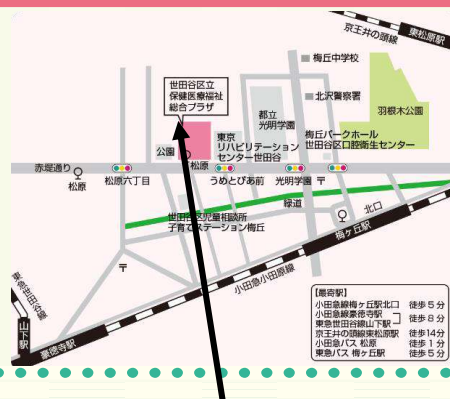 京王井の頭線
東松原駅
梅丘中学校
世田谷区立
保健医療福祉
総合プラザ
北沢警察署
羽根木公園
都立
光明学園
公園
松原
東京
リハビリテーション
センター世田谷
梅丘パークホール
世田谷区口腔衛生センター
赤堤通り
松原
松原六丁目
うめとぴあ前
光明学園
緑道
世田谷区児童相談所
子育てステーション梅丘
北口
梅ヶ丘駅
小田急小田原線
東急世田谷線
山下駅
豪徳寺駅
【最寄駅】
小田急線梅ヶ丘駅北口 徒歩5分
小田急線豪徳寺駅
東急世田谷線山下駅 徒歩8分
京王井の頭線東松原駅 徒歩14分
小田急バス 松原 徒歩1分
東急バス 梅ヶ丘駅 徒歩5分